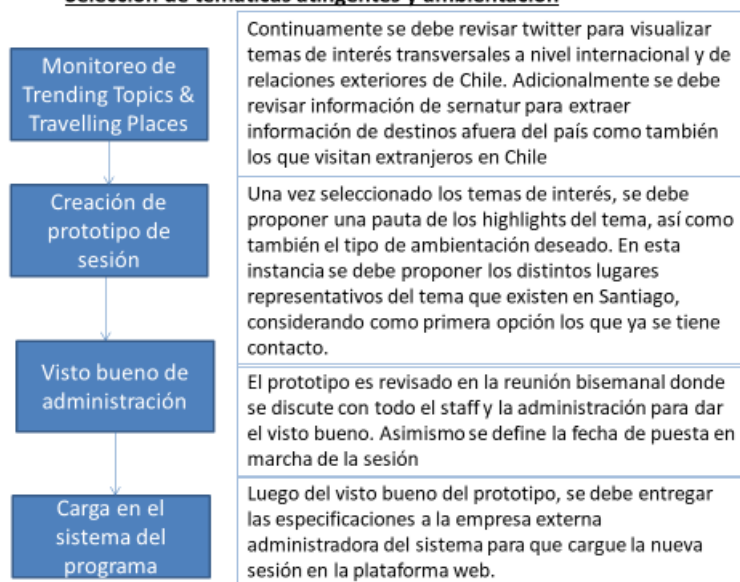 Selección de temáticas atingentes y ambientación
Monitoreo de
Trending Topics &
Travelling Places
Continuamente se debe revisar twitter para visualizar
temas de interés transversales a nivel internacional y de
relaciones exteriores de Chile. Adicionalmente se debe
revisar información de sernatur para extraer
información de destinos afuera del país como también
los que visitan extranjeros en Chile
Creación de
prototipo de
sesión
Una vez seleccionado los temas de interés, se debe
proponer una pauta de los highlights del tema, así como
también el tipo de ambientación deseado. En esta
instancia se debe proponer los distintos lugares
representativos del tema que existen en Santiago,
considerando como primera opción los que ya se tiene
contacto.
Visto bueno de
administración
El prototipo es revisado en la reunión bisemanal donde
se discute con todo el staff y la administración para dar
el visto bueno. Asimismo se define la fecha de puesta en
marcha de la sesión
Carga en el
sistema del
programa
Luego del visto bueno del prototipo, se debe entregar
las especificaciones a la empresa externa
administradora del sistema para que cargue la nueva
sesión en la plataforma web.